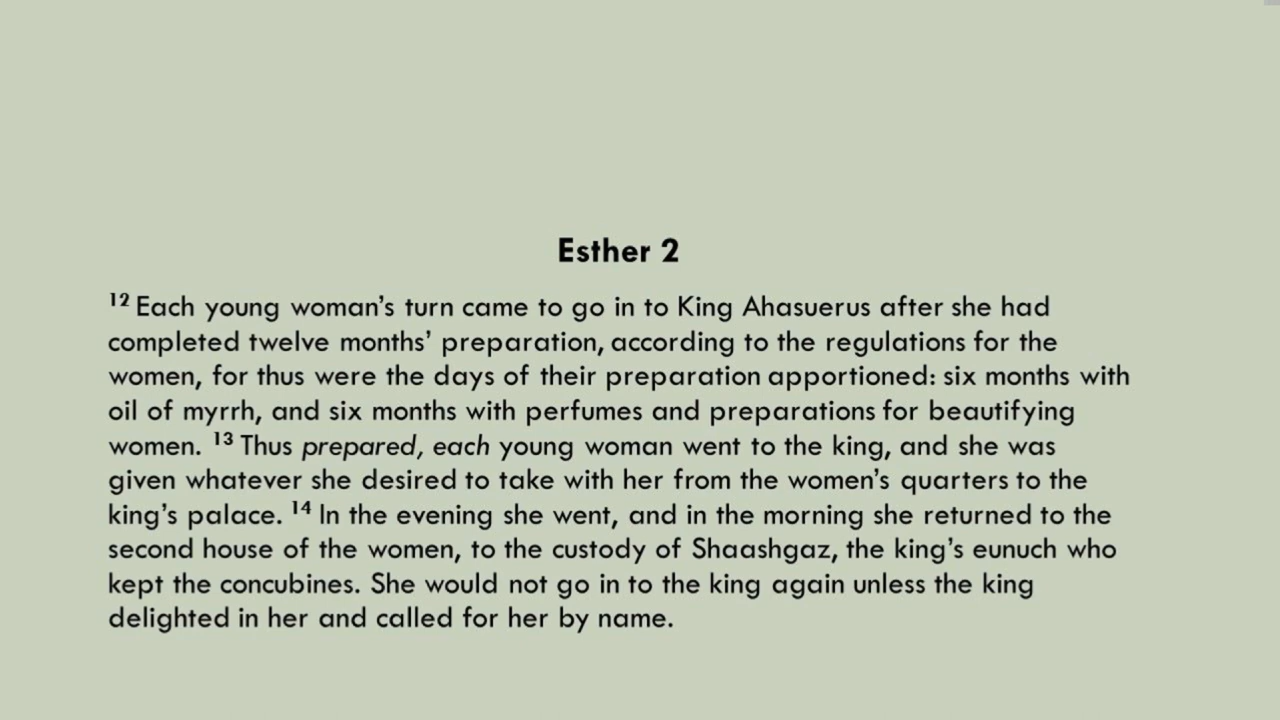 Esther 2
12 Each young woman’s turn came to go in to King Ahasuerus after she had
completed twelve months’ preparation, according to the regulations for the
women, for thus were the days of their preparation apportioned: six months with
oil of myrrh, and six months with perfumes and preparations for beautifying
women. 13 Thus prepared, each young woman went to the king, and she was
given whatever she desired to take with her from the women’s quarters to the
king’s palace. 14 In the evening she went, and in the morning she returned to the
second house of the women, to the custody of Shaashgaz, the king’s eunuch who
kept the concubines. She would not go in to the king again unless the king
delighted in her and called for her by name.